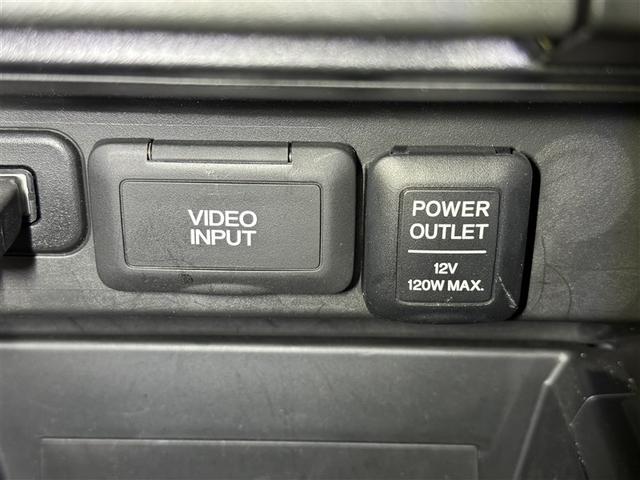 VIDEO
INPUT
POWER
OUTLET
12V
120W MAX.